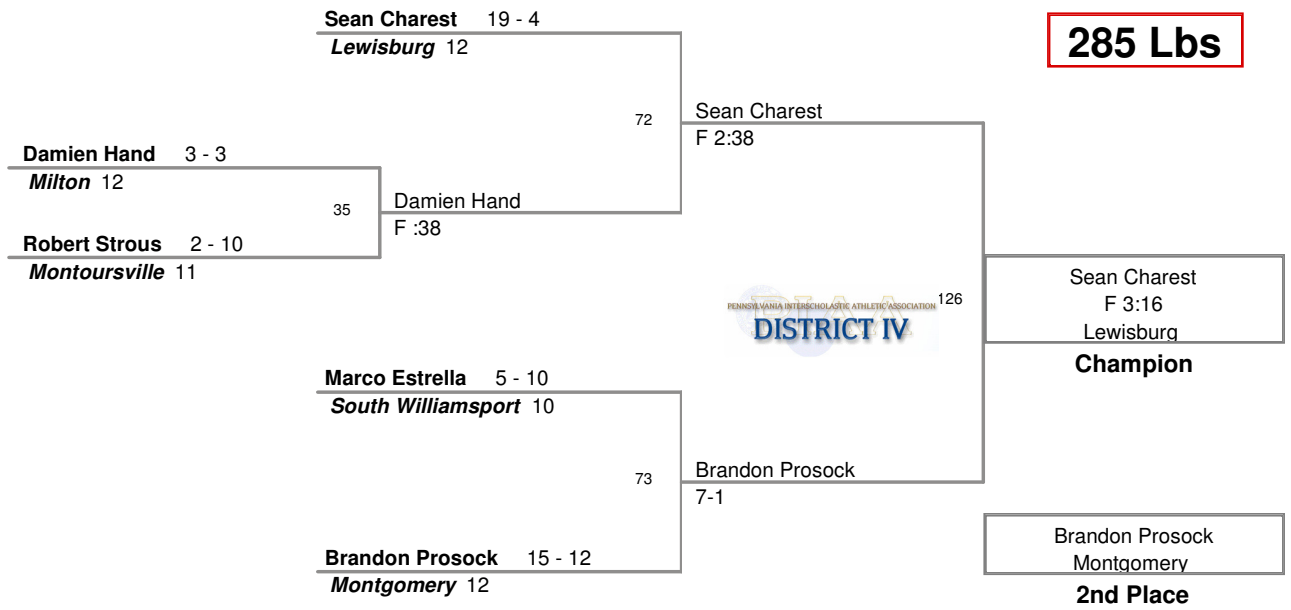 Sean Charest 19 - 4
Lewisburg 12
285 Lbs
72
Sean Charest
F 2:38
Damien Hand 3 - 3
Milton 12
35
Damien Hand
F :38
Robert Strous 2 - 10
Montoursville 11
PIAA
PENNSYLVANIA INTERSCHOLASTIC ATHLETIC ASSOCIATION
DISTRICT IV
126
Sean Charest
F 3:16
Lewisburg
Champion
Marco Estrella 5 - 10
South Williamsport 10
73
Brandon Prosock
7-1
Brandon Prosock 15 - 12
Montgomery 12
Brandon Prosock
Montgomery
2nd Place